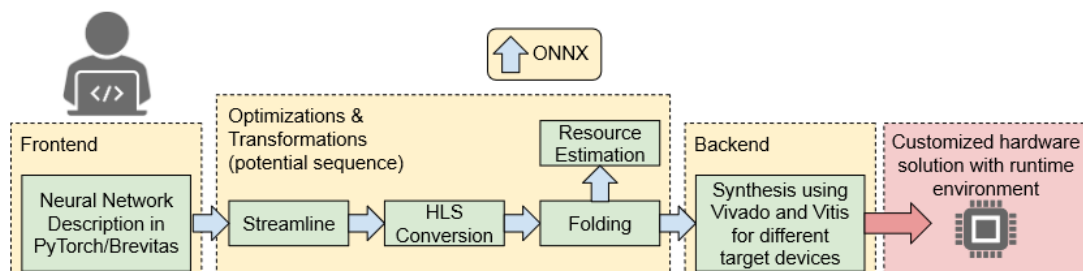 </>
ONNX
Frontend
Neural Network
Description in
PyTorch/Brevitas
Optimizations &
Transformations
(potential sequence)
Streamline
HLS
Conversion
Resource
Estimation
Folding
Backend
Synthesis using
Vivado and Vitis
for different
target devices
Customized hardware
solution with runtime
environment